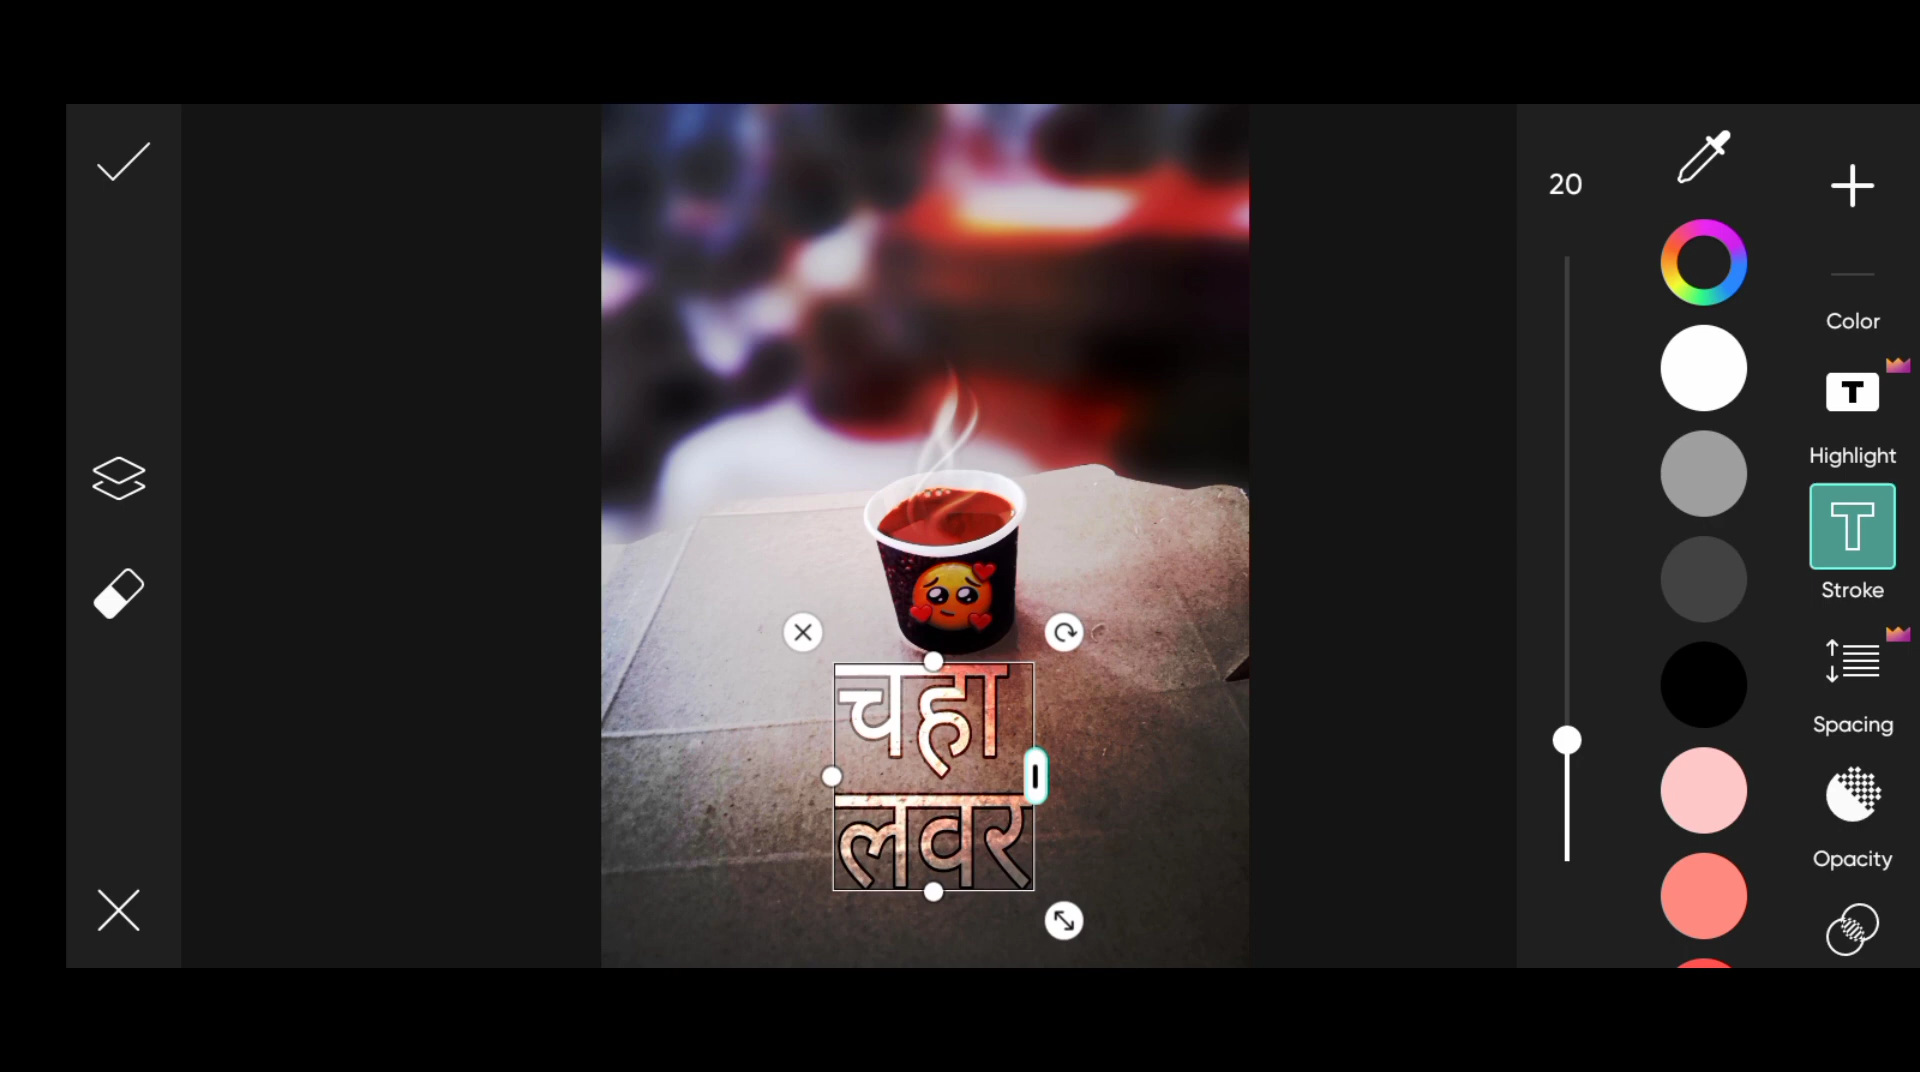 20
Color
T
Highlight
T
Stroke
Spacing
Opacity
चहा
लवर